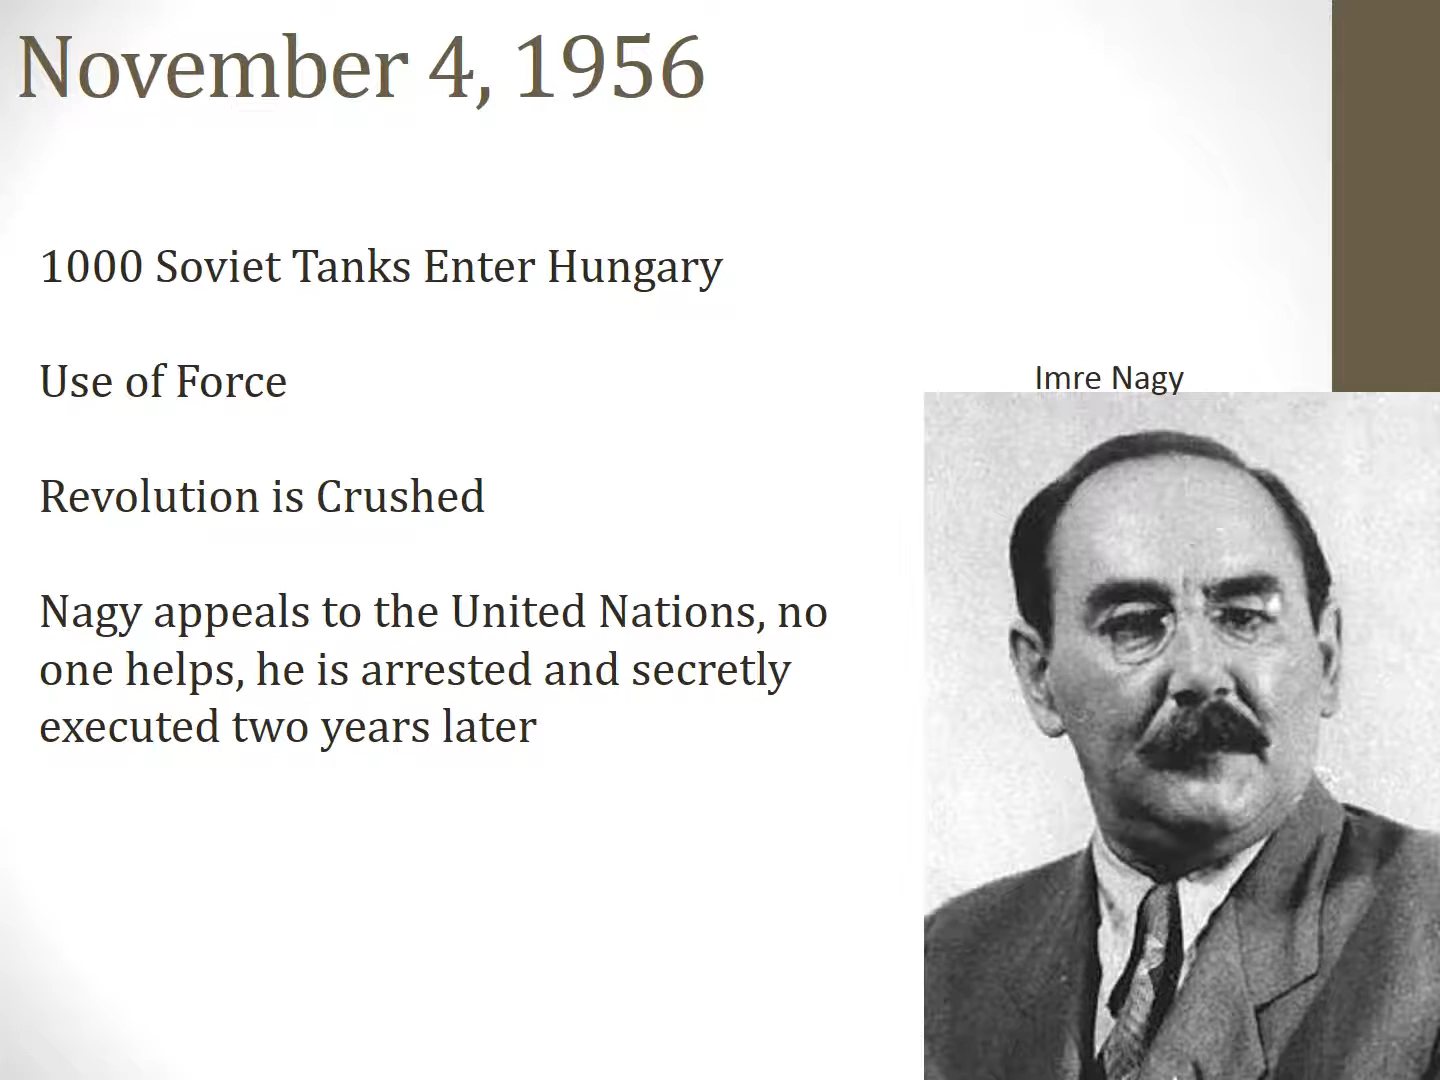 November 4, 1956
1000 Soviet Tanks Enter Hungary
Use of Force
Imre Nagy
Revolution is Crushed
Nagy appeals to the United Nations, no
one helps, he is arrested and secretly
executed two years later